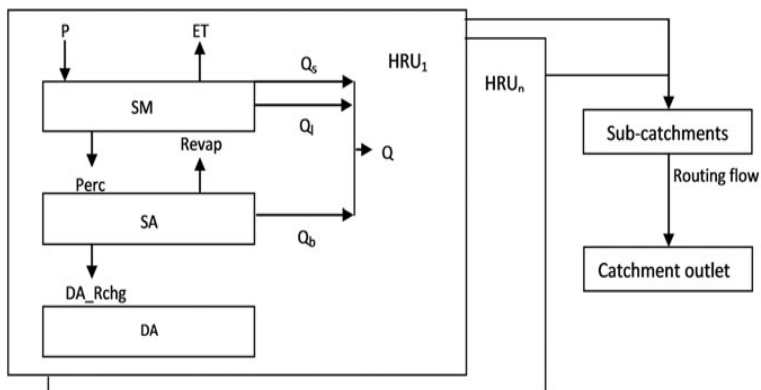 P
ET
Qs
HRU1
SM
Ql
HRUn
Revap
Q
Sub-catchments
Perc
Routing flow
SA
Qb
DA_Rchg
Catchment outlet
DA